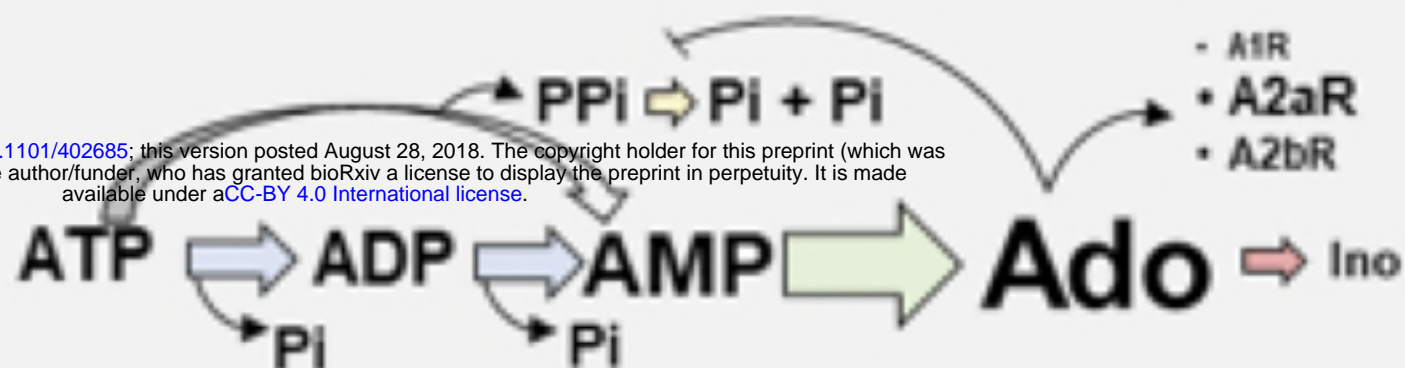 - A1R
PPi Pi + Pi
• A2aR
.1101/402685; this version posted August 28, 2018. The copyright holder for this preprint (which was
• A2bR
e author/funder, who has granted bioRxiv a license to display the preprint in perpetuity. It is made
available under aCC-BY 4.0 International license.
ATP ADP AMP Ado Ino
Pi Pi